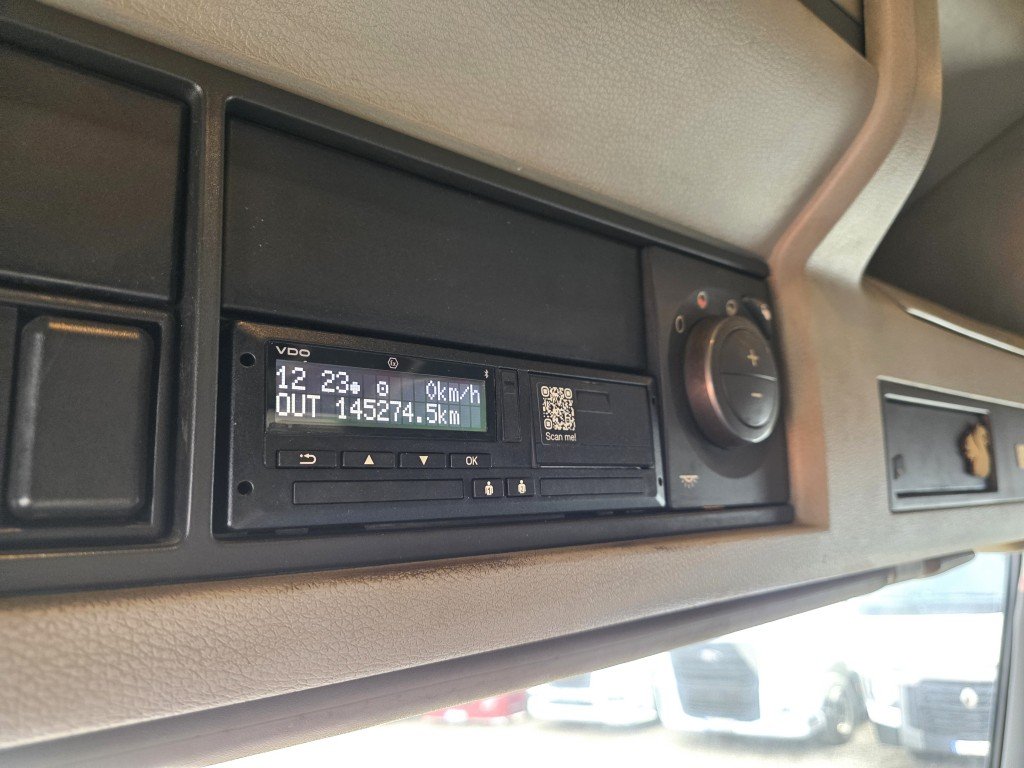 VDO
12 23 0km/h
OUT 145274.5km
OK
Scan me!